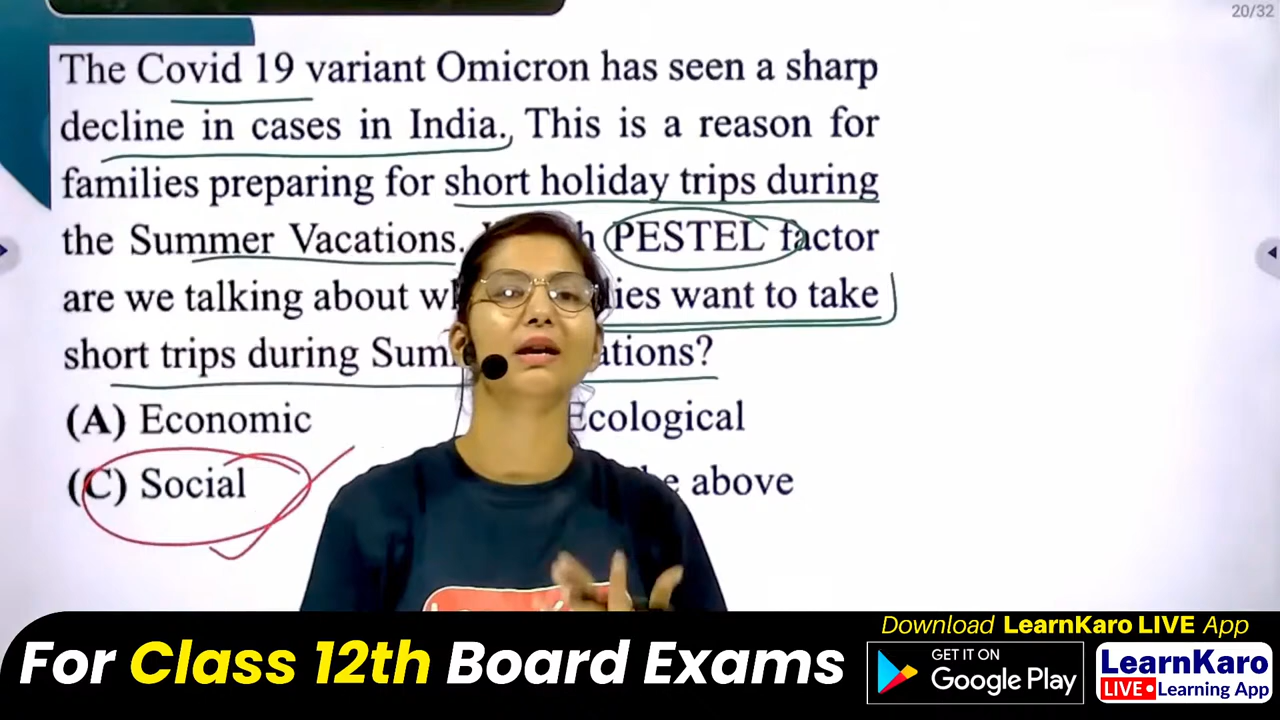 20/32
The Covid 19 variant Omicron has seen a sharp
decline in cases in India. This is a reason for
families preparing for short holiday trips during
the Summer Vacations. PESTEL factor
are we talking about want to take
short trips during
(A) Economic Ecological
(C) Social above
For Class 12th Board Exams
Download LearnKaro LIVE App
GET IT ON
Google Play
LearnKaro
LIVE Learning App